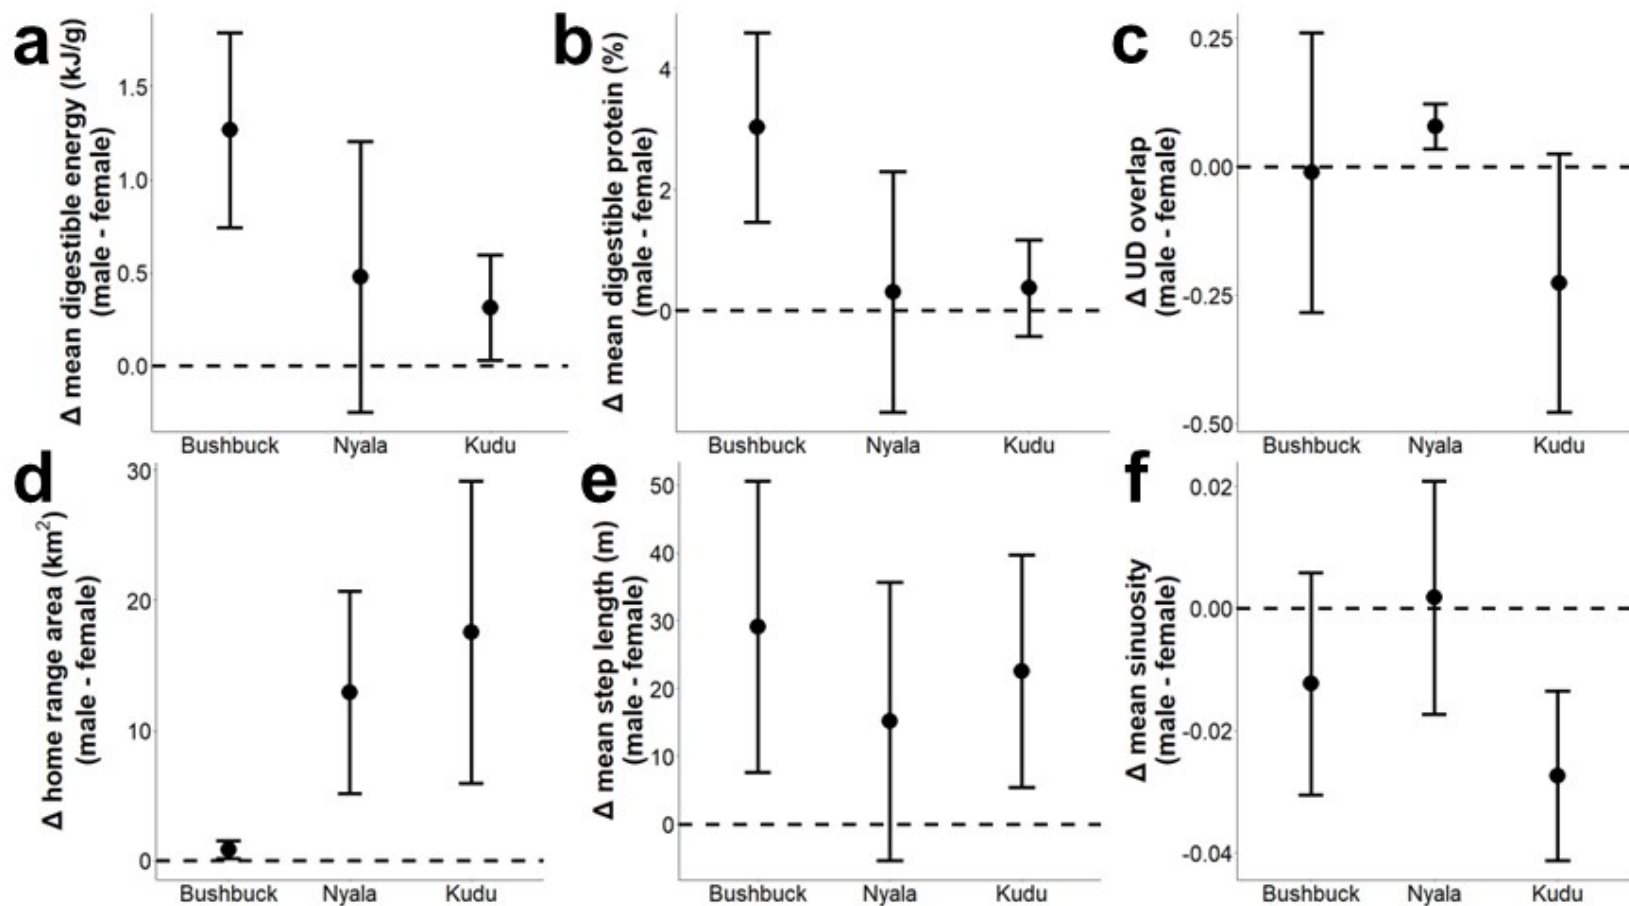 a
Δ mean digestible energy (kJ/g)
(male - female)
1.5
1.0
0.5
0.0
Bushbuck Nyala Kudu
b
Δ mean digestible protein (%)
(male - female)
4
2
0
Bushbuck Nyala Kudu
c
Δ UD overlap
(male - female)
0.25
0.00
-0.25
-0.50
Bushbuck Nyala Kudu
d
Δ home range area (km²)
(male - female)
30
20
10
0
Bushbuck Nyala Kudu
e
Δ mean step length (m)
(male - female)
50
40
30
20
10
0
Bushbuck Nyala Kudu
f
Δ mean sinuosity
(male - female)
0.02
0.00
-0.02
-0.04
Bushbuck Nyala Kudu